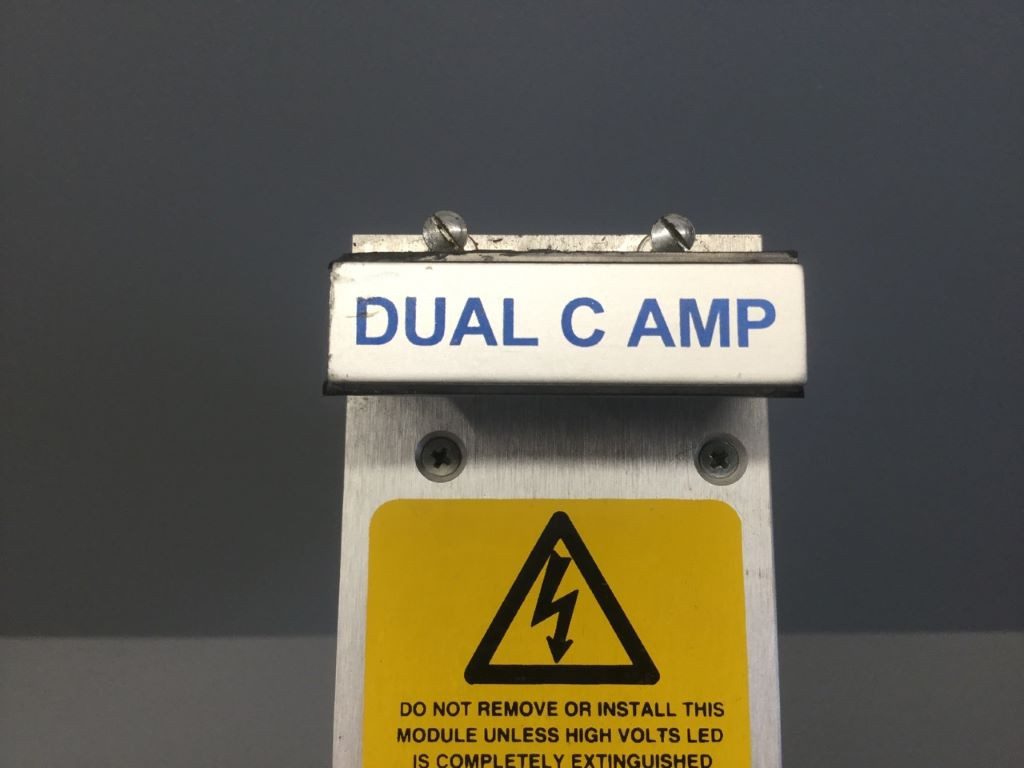 DUAL C AMP
DO NOT REMOVE OR INSTALL THIS
MODULE UNLESS HIGH VOLTS LED
IS COMPLETELY EXTINGUISHED